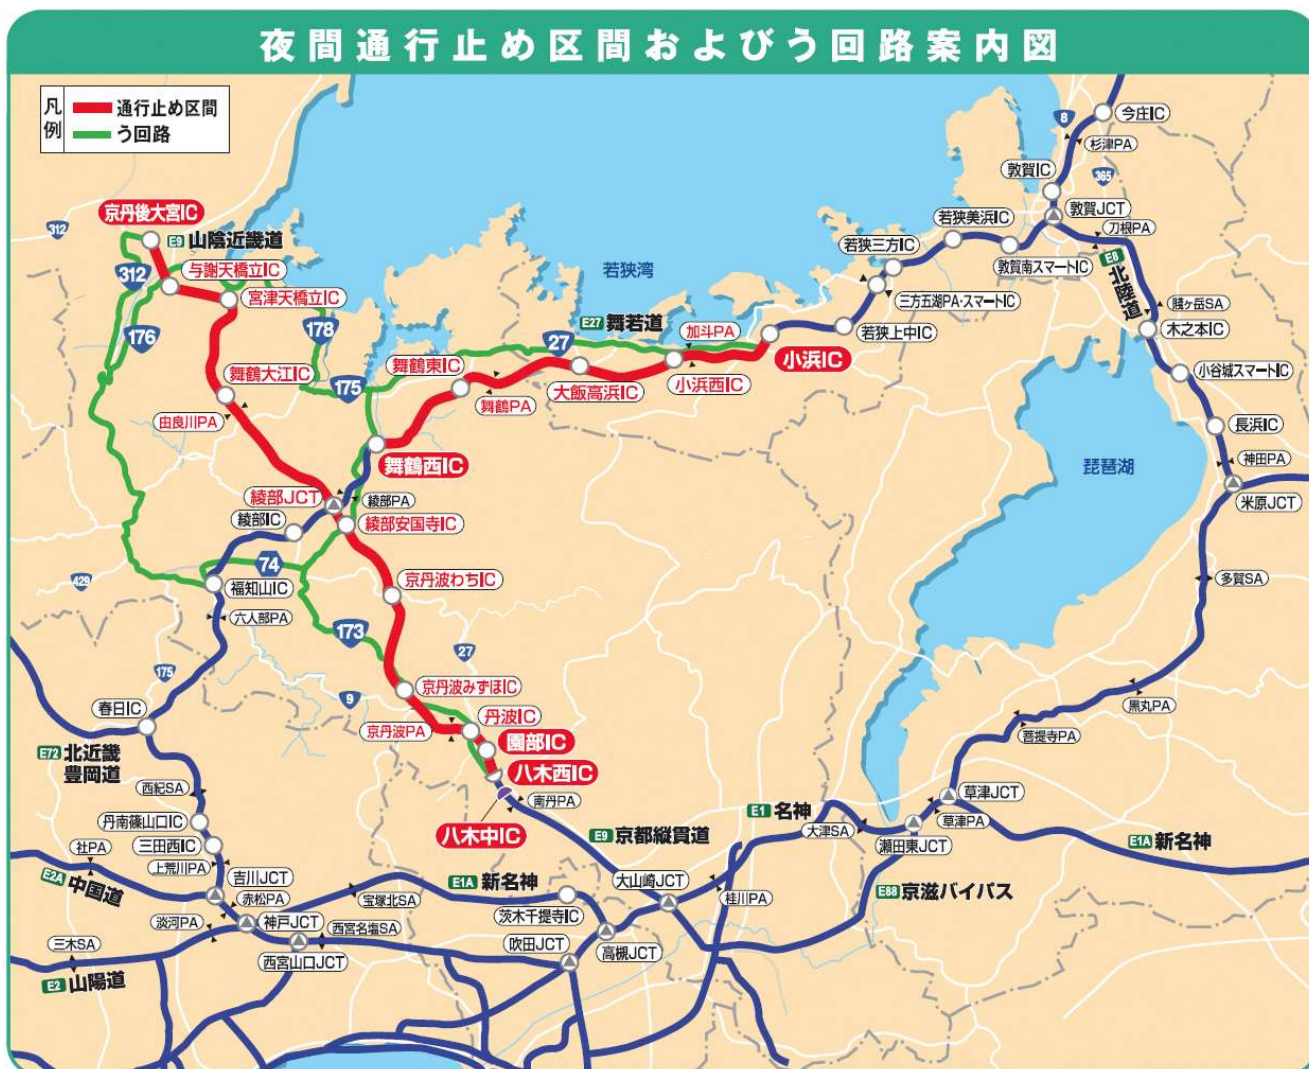 夜間通行止め区間およびう回路案内図
凡例
通行止め区間
う回路
今庄IC
8
杉津PA
敦賀IC
365
敦賀JCT
若狭美浜IC
刀根PA
京丹後大宮IC
312
E9 山陰近畿道
若狭三方IC
敦賀南スマートIC
E8 北陸道
312
与謝天橋立IC
若狭湾
三方五湖PA・スマートIC
宮津天橋立IC
賤ヶ岳SA
176
178
E27 舞若道
加斗PA
若狭上中IC
木之本IC
27
小浜IC
舞鶴東IC
小浜西IC
小谷城スマートIC
舞鶴大江IC
175
大飯高浜IC
舞鶴PA
由良川PA
長浜IC
舞鶴西IC
琵琶湖
神田PA
綾部JCT
綾部PA
米原JCT
綾部IC
綾部安国寺IC
74
429
福知山IC
京丹波わちIC
多賀SA
六人部PA
173
27
175
9
京丹波みずほIC
黒丸PA
春日IC
京丹波PA
丹波IC
菩提寺PA
E72 北近畿豊岡道
園部IC
八木西IC
西紀SA
南丹PA
草津JCT
丹南篠山口IC
八木中IC
E9 京都縦貫道
E1 名神
大津SA
草津PA
社PA
三田西IC
瀬田東JCT
E1A 新名神
上荒川PA
E2A 中国道
吉川JCT
E1A 新名神
大山崎JCT
E88 京滋バイパス
赤松PA
宝塚北SA
桂川PA
淡河PA
神戸JCT
茨木千提寺IC
三木SA
西宮名塩SA
吹田JCT
高槻JCT
E2 山陽道
西宮山口JCT